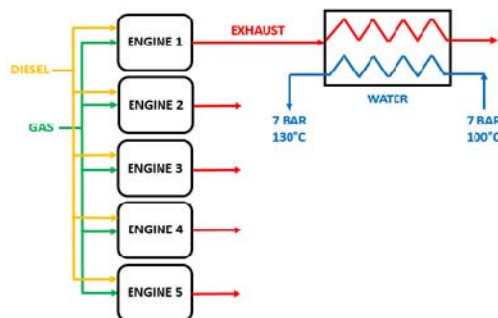 ENGINE 1
EXHAUST
DIESEL
ENGINE 2
WATER
GAS
7 BAR
130°C
7 BAR
100°C
ENGINE 3
ENGINE 4
ENGINE 5